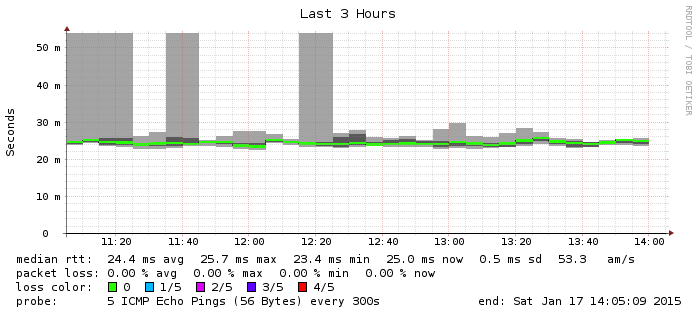 Last 3 Hours
RRDTOOL / TOBI OETIKER
Seconds
50 m
40 m
30 m
20 m
10 m
0
11:20 11:40 12:00 12:20 12:40 13:00 13:20 13:40 14:00
median rtt: 24.4 ms avg 25.7 ms max 23.4 ms min 25.0 ms now 0.5 ms sd 53.3 am/s
packet loss: 0.00 % avg 0.00 % max 0.00 % min 0.00 % now
loss color: 0 1/5 2/5 3/5 4/5
probe: 5 ICMP Echo Pings (56 Bytes) every 300s end: Sat Jan 17 14:05:09 2015